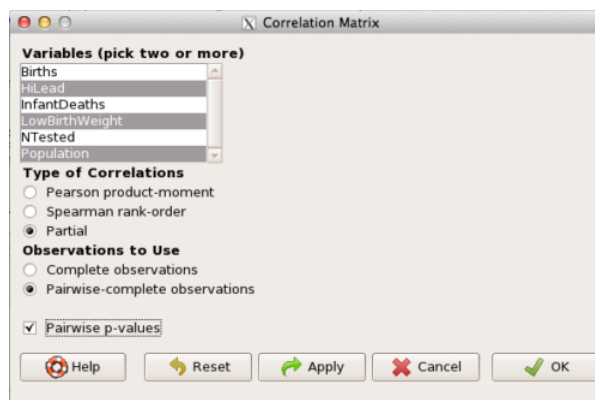 X Correlation Matrix
Variables (pick two or more)
Births
HiLead
InfantDeaths
LowBirthWeight
NTested
Population
Type of Correlations
Pearson product-moment
Spearman rank-order
Partial
Observations to Use
Complete observations
Pairwise-complete observations
Pairwise p-values
Help Reset Apply Cancel OK